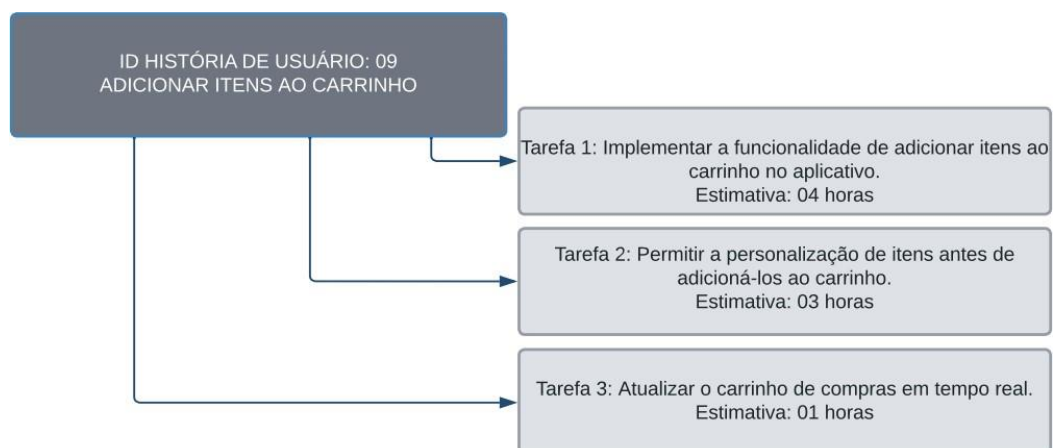 ID HISTÓRIA DE USUÁRIO: 09
ADICIONAR ITENS AO CARRINHO
Tarefa 1: Implementar a funcionalidade de adicionar itens ao
carrinho no aplicativo.
Estimativa: 04 horas
Tarefa 2: Permitir a personalização de itens antes de
adicioná-los ao carrinho.
Estimativa: 03 horas
Tarefa 3: Atualizar o carrinho de compras em tempo real.
Estimativa: 01 horas